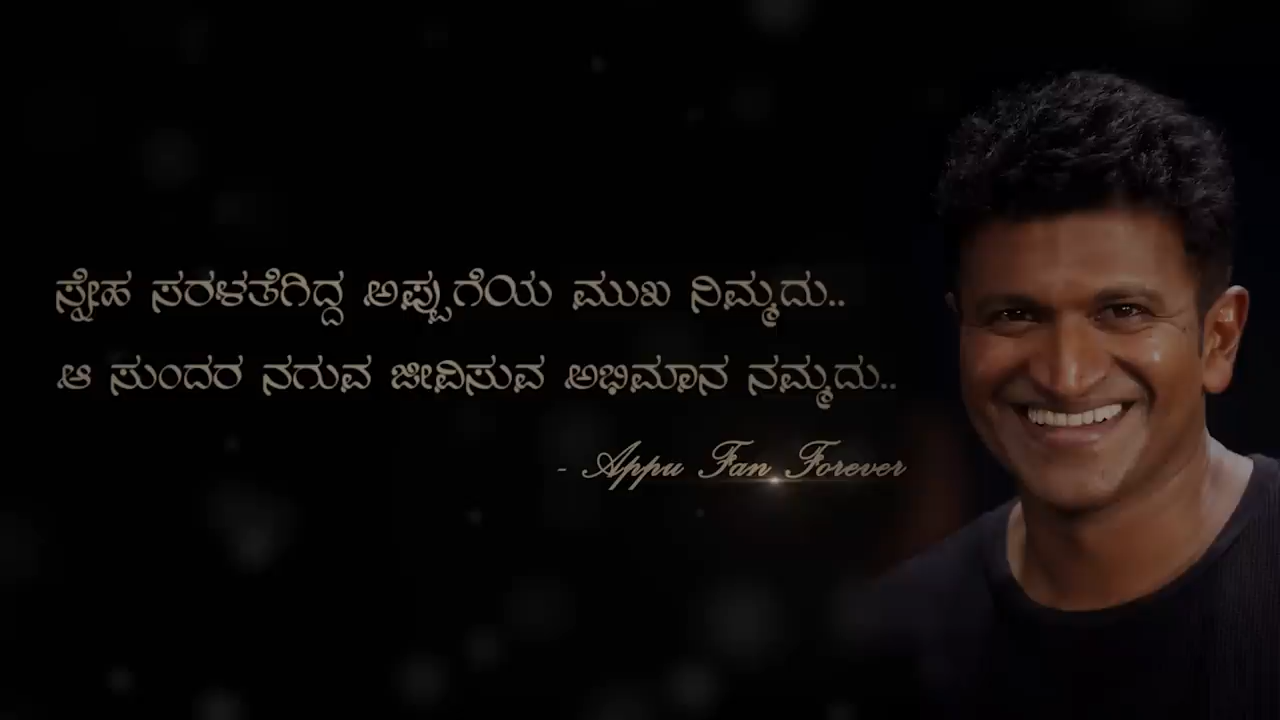 ಸ್ನೇಹ ಸರಳತೆಗಿದ್ದ ಅಪ್ಪುಗೆಯ ಮುಖ ನಿಮ್ಮದು..
ಆ ಸುಂದರ ನಗುವ ಜೀವಿಸುವ ಅಭಿಮಾನ ನಮ್ಮದು..
- Appu Fan Forever